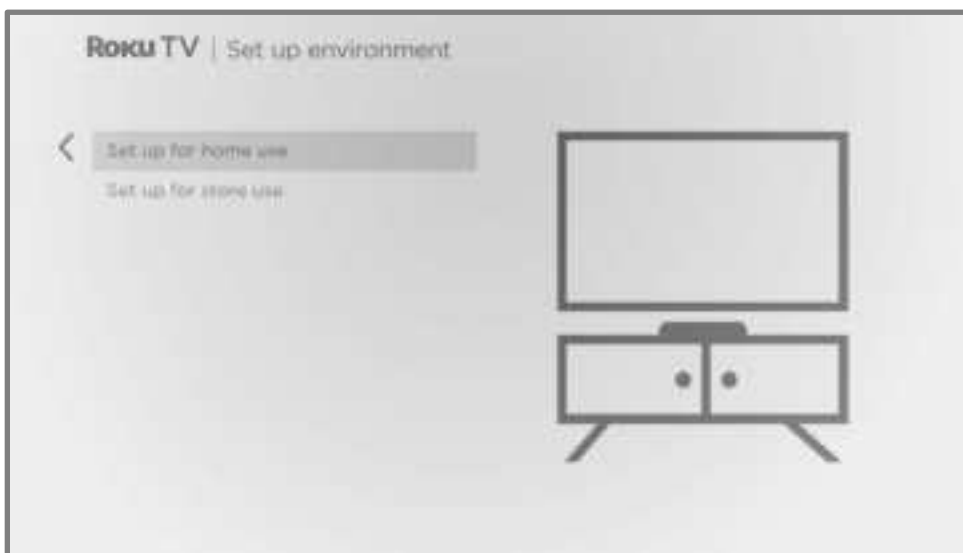 Roku TV | Set up environment
Set up for home use
Set up for store use